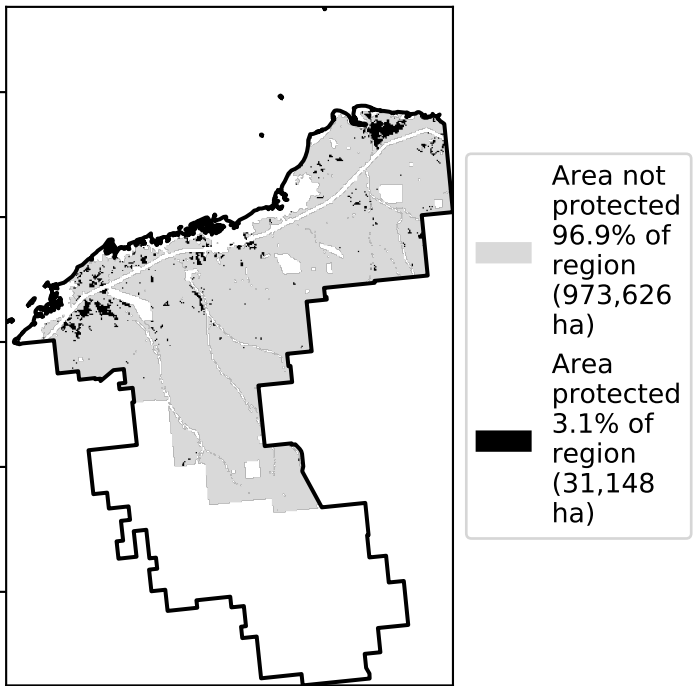 Area not
protected
96.9% of
region
(973,626
ha)
Area
protected
3.1% of
region
(31,148
ha)